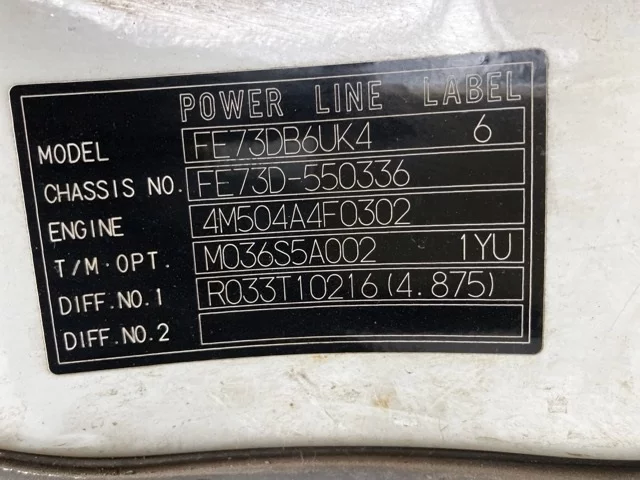 POWER LINE LABEL
MODEL FE73DB6UK4 6
CHASSIS NO. FE73D-550336
ENGINE 4M504A4F0302
T/M·OPT. M036S5A002 1YU
DIFF.NO.1 R033T10216(4.875)
DIFF.NO.2